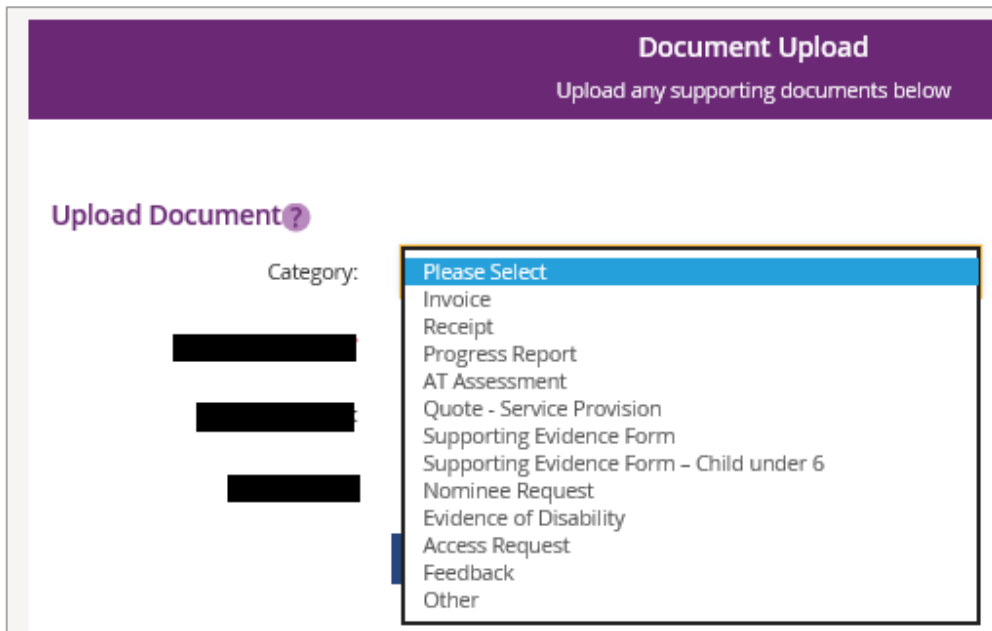 Document Upload
Upload any supporting documents below
Upload Document ?
Category:
Please Select
Invoice
Receipt
Progress Report
AT Assessment
Quote - Service Provision
Supporting Evidence Form
Supporting Evidence Form – Child under 6
Nominee Request
Evidence of Disability
Access Request
Feedback
Other